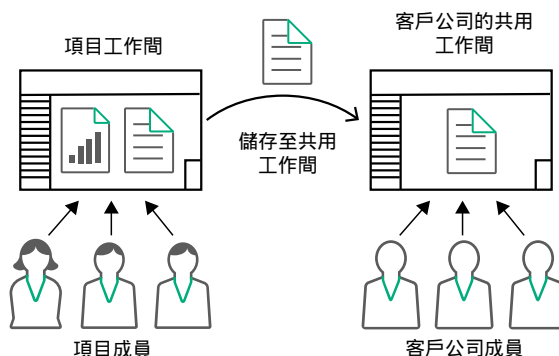 項目工作間
客戶公司的共用
工作間
儲存至共用
工作間
項目成員
客戶公司成員